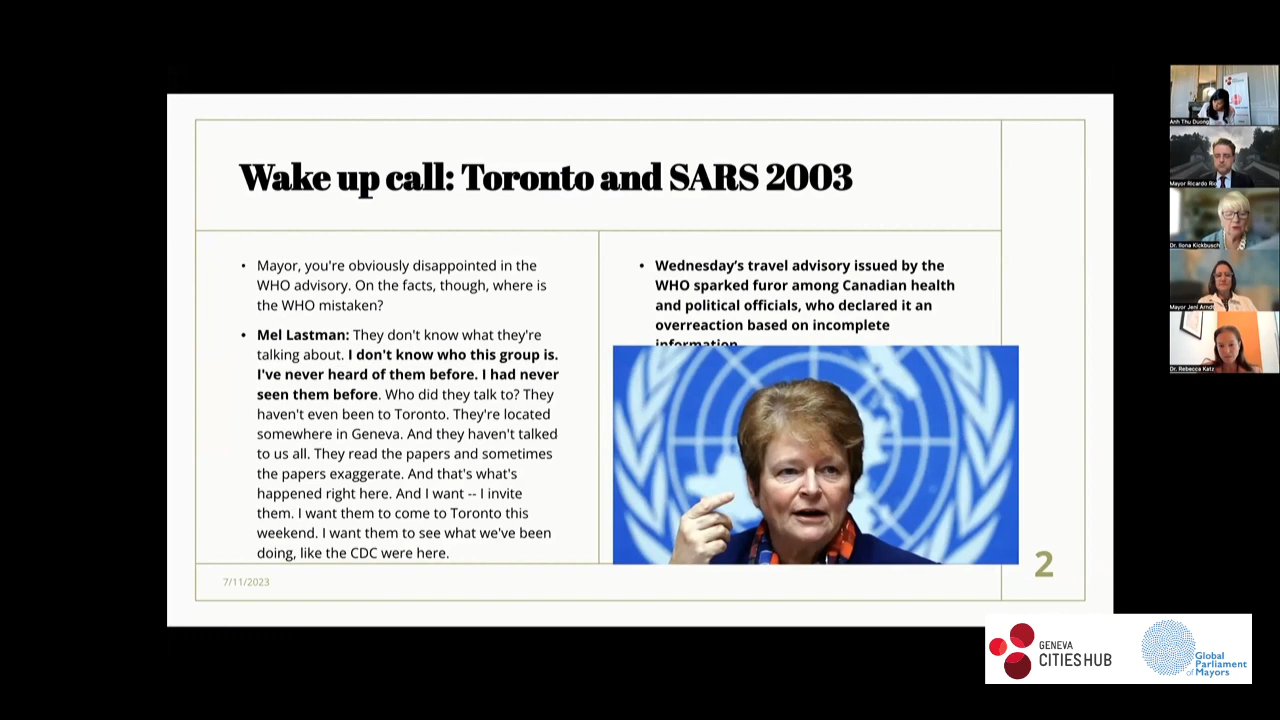 Wake up call: Toronto and SARS 2003
• Mayor, you're obviously disappointed in the
WHO advisory. On the facts, though, where is
the WHO mistaken?
• Mel Lastman: They don't know what they're
talking about. I don't know who this group is.
I've never heard of them before. I had never
seen them before. Who did they talk to? They
haven't even been to Toronto. They're located
somewhere in Geneva. And they haven't talked
to us all. They read the papers and sometimes
the papers exaggerate. And that's what's
happened right here. And I want -- I invite
them. I want them to come to Toronto this
weekend. I want them to see what we've been
doing, like the CDC were here.
• Wednesday's travel advisory issued by the
WHO sparked furor among Canadian health
and political officials, who declared it an
overreaction based on incomplete
information
7/11/2023
2
Anh Thu Duong
Mayor Ricardo Rio
Dr. Ilona Kickbusch
Mayor Jeni Arndt
Dr. Rebecca Katz
GENEVA
CITIES HUB
Global
Parliament
of Mayors